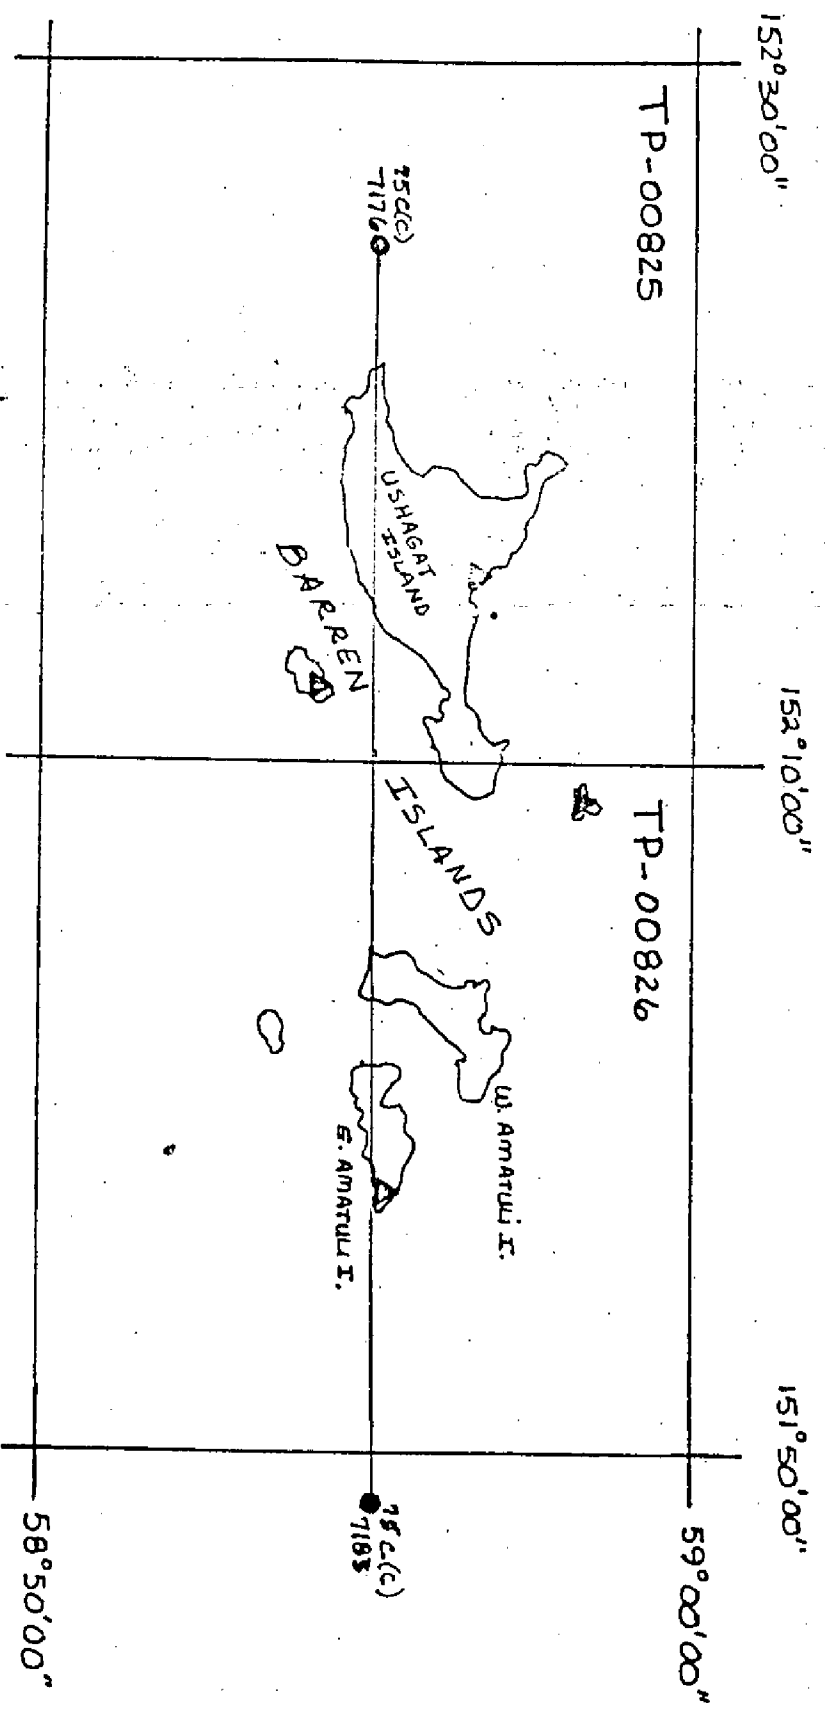 152°30'00"
152°10'00"
151°50'00"
TP-00825
TP-00826
59°00'00"
USHAGAT
ISLAND
W. AMATULI I.
75C(C)
7176
BARREN
ISLANDS
E. AMATULI I.
7183
58°50'00"